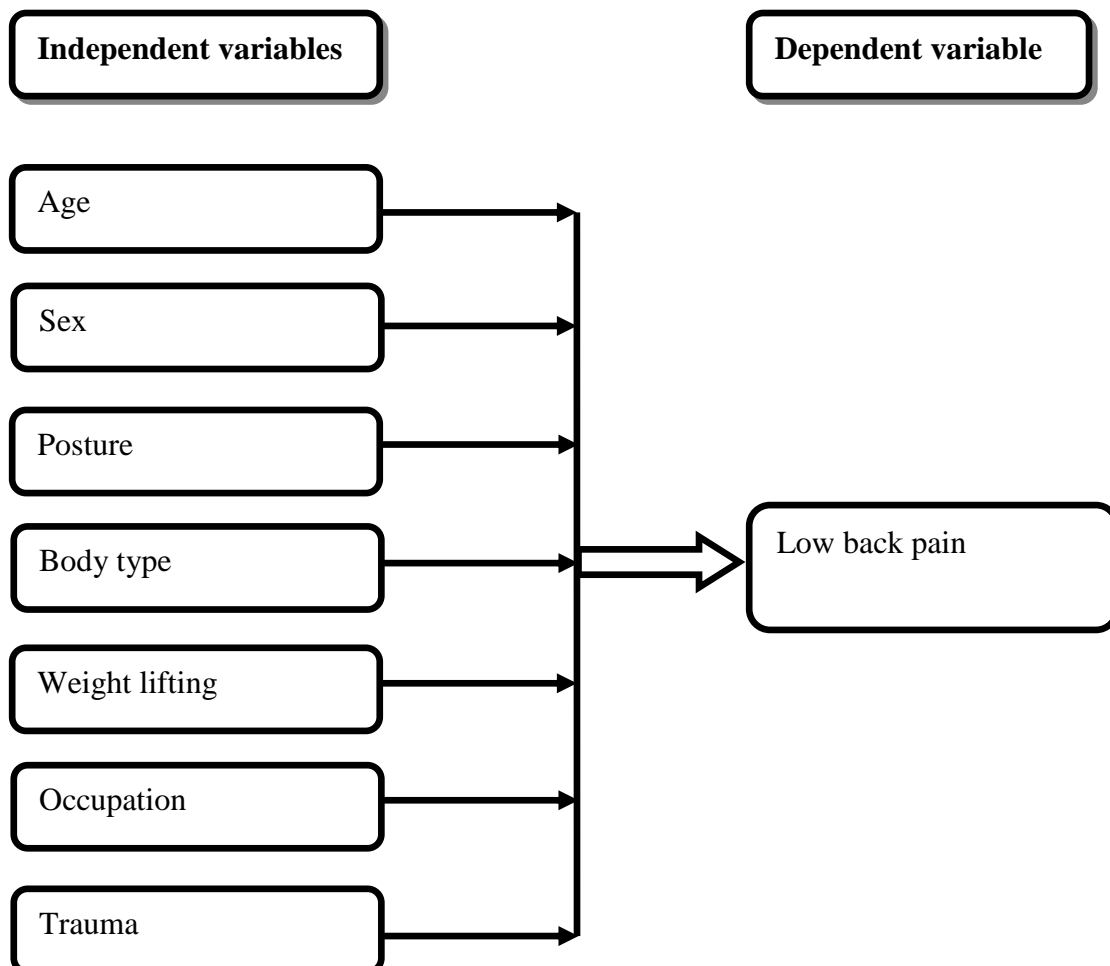 Independent variables
Dependent variable
Age
Sex
Posture
Body type
Low back pain
Weight lifting
Occupation
Trauma